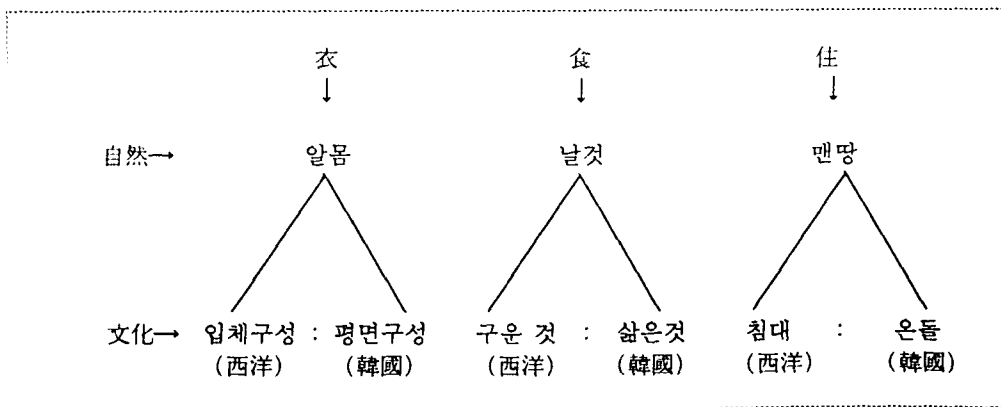 衣 食 住
↓ ↓ ↓
自然→ 알몸 날것 맨땅
文化→ 입체구성 : 평면구성 구운 것 : 삶은것 침대 : 온돌
(西洋) (韓國) (西洋) (韓國) (西洋) (韓國)